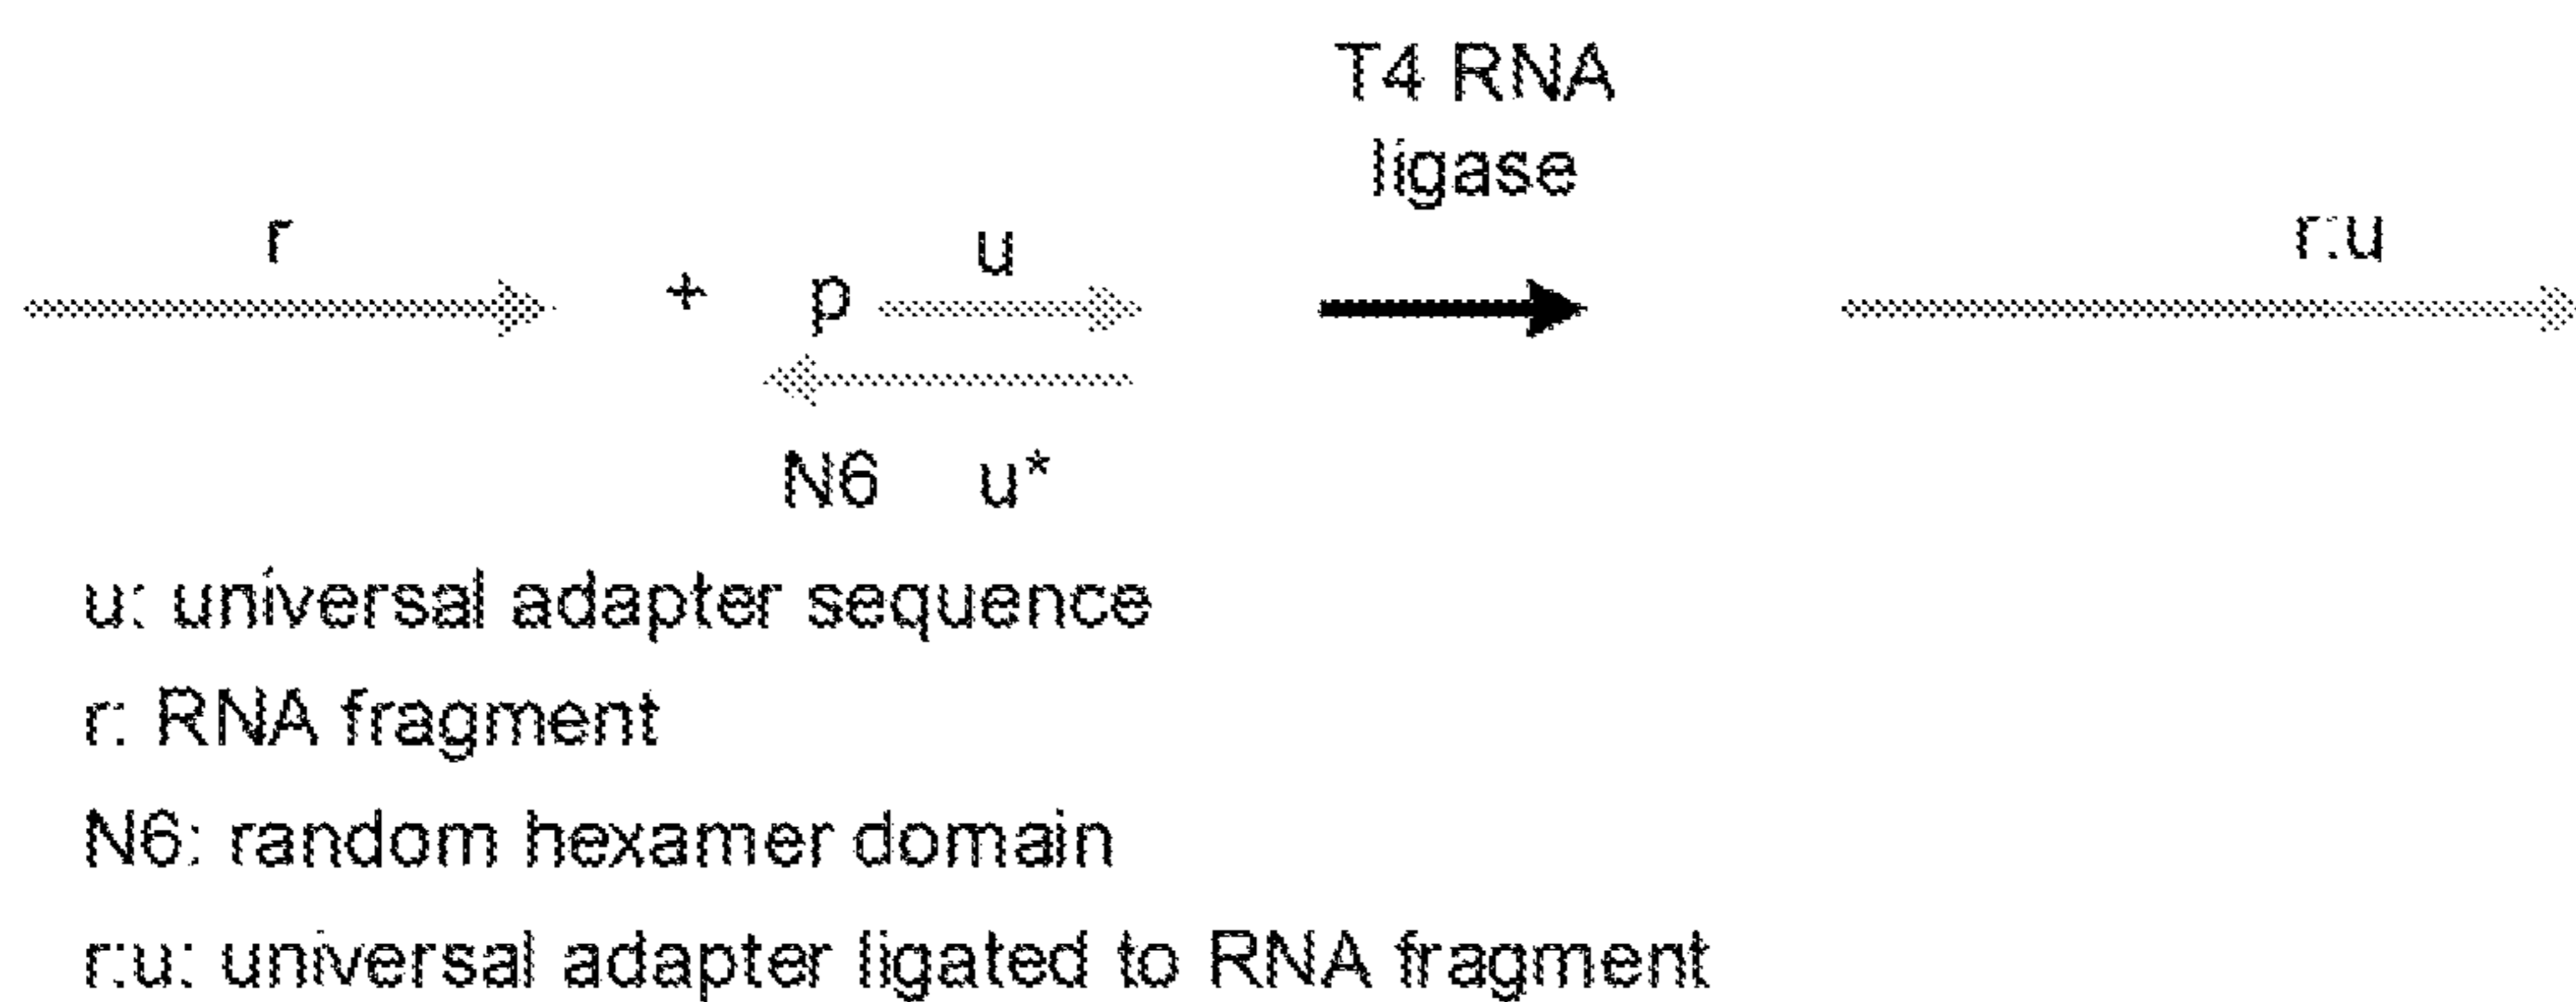 T4 RNA
ligase
r
+ p u
r:u
N6 u*
u: universal adapter sequence
r: RNA fragment
N6: random hexamer domain
r:u: universal adapter ligated to RNA fragment